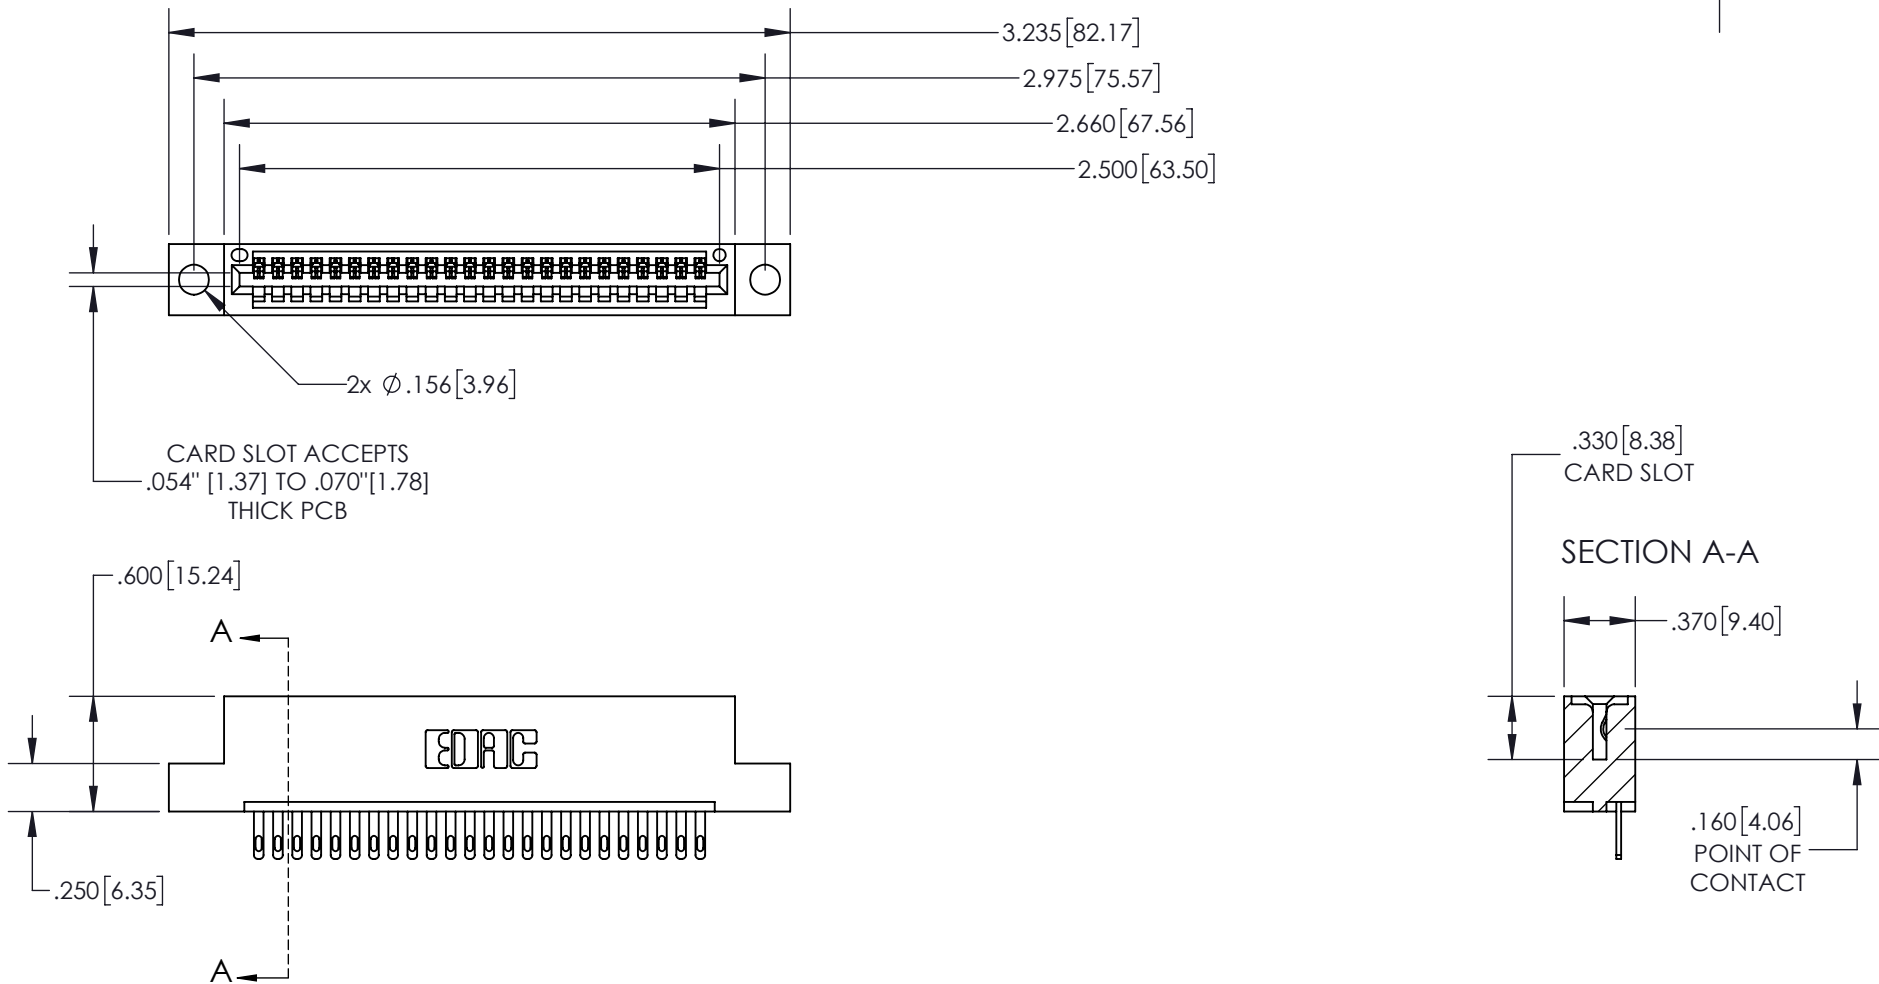 3.235[82.17]
2.975[75.57]
2.660[67.56]
2.500[63.50]
2x Ø.156[3.96]
CARD SLOT ACCEPTS
.054" [1.37] TO .070"[1.78]
THICK PCB
.330[8.38]
CARD SLOT
SECTION A-A
.600[15.24]
.370[9.40]
A
EDAC
.160[4.06]
POINT OF
CONTACT
.250[6.35]
A